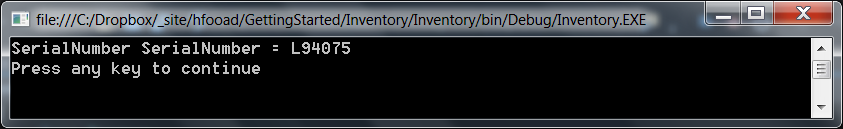 file:///C:/Dropbox/_site/hfooad/GettingStarted/Inventory/Inventory/bin/Debug/Inventory.EXE
SerialNumber SerialNumber = L94075
Press any key to continue